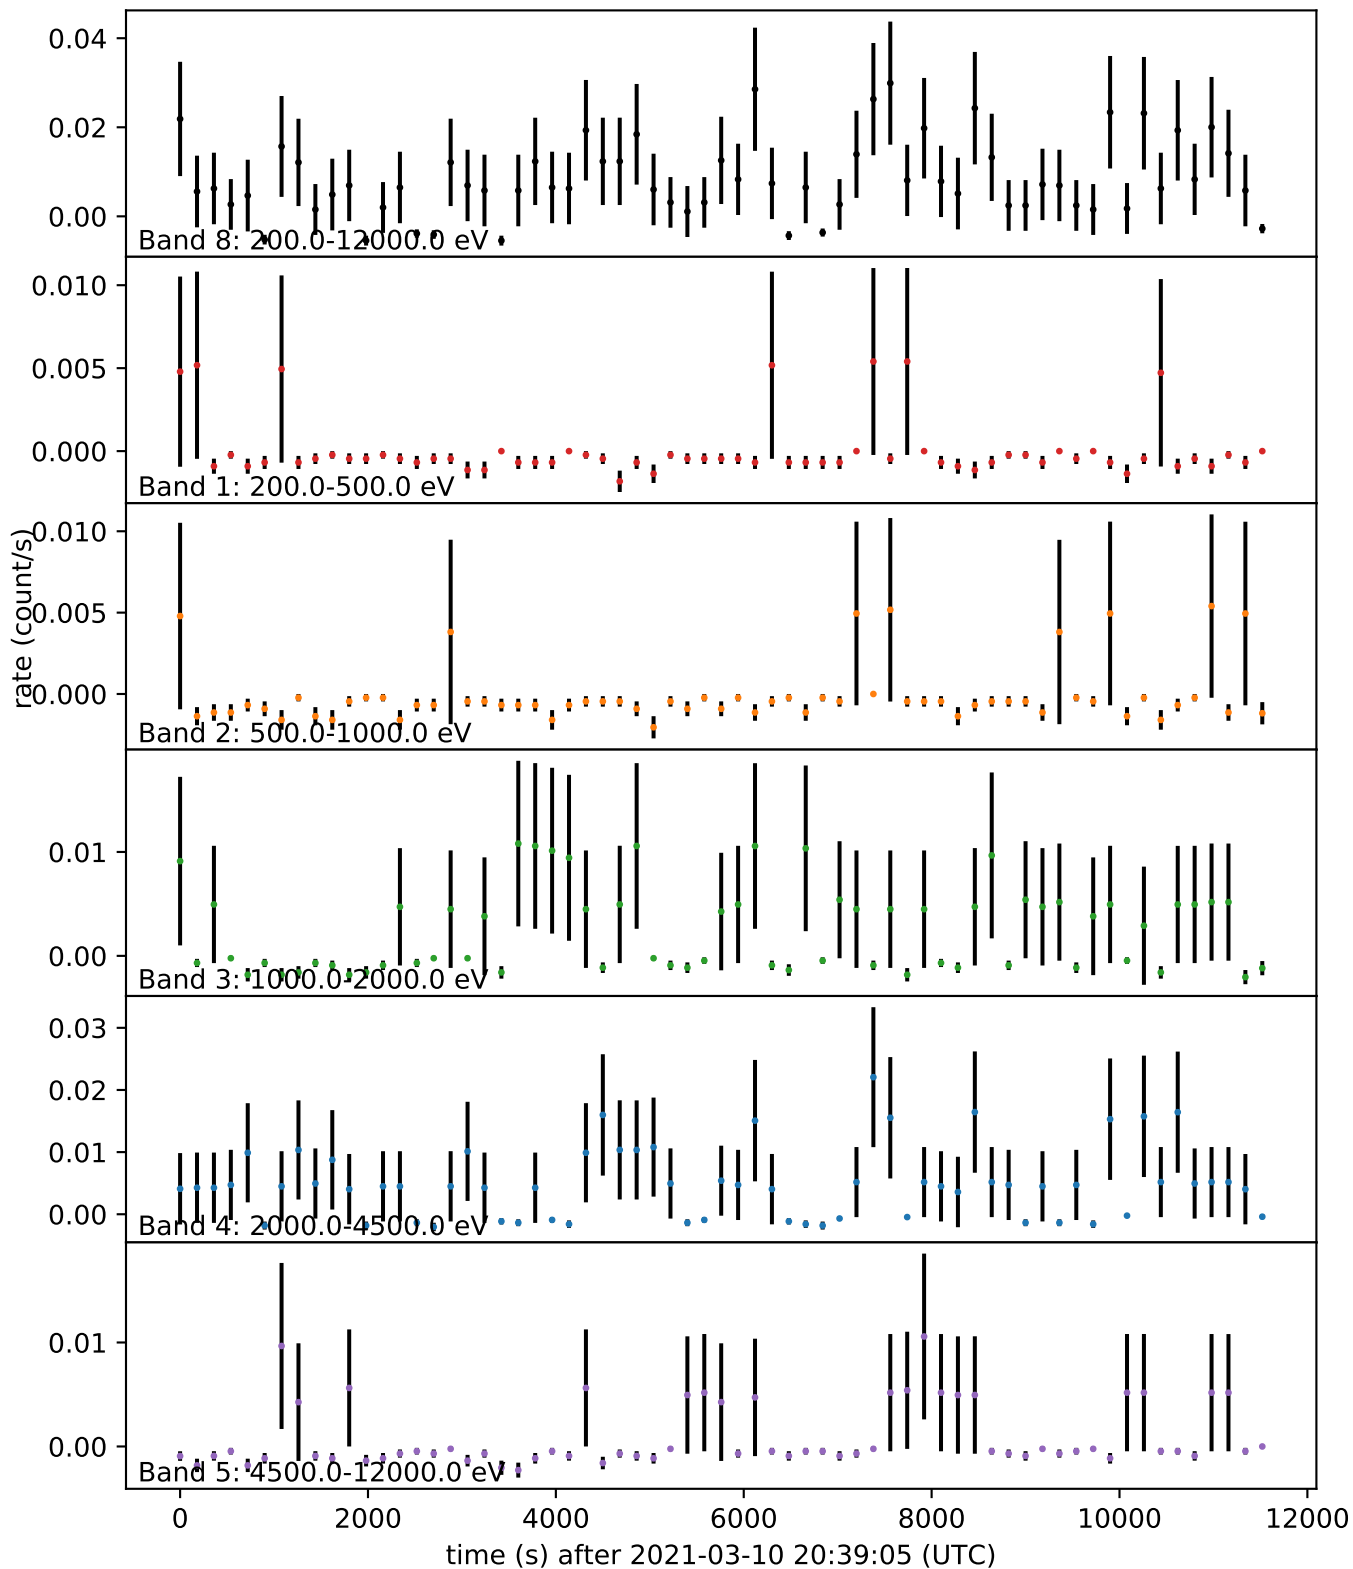 0.04
0.02
0.00
Band 8: 200.0-12000.0 eV
0.010
0.005
0.000
Band 1: 200.0-500.0 eV
rate (count/s)
0.010
0.005
0.000
Band 2: 500.0-1000.0 eV
0.01
0.00
Band 3: 1000.0-2000.0 eV
0.03
0.02
0.01
0.00
Band 4: 2000.0-4500.0 eV
0.01
0.00
Band 5: 4500.0-12000.0 eV
0 2000 4000 6000 8000 10000 12000
time (s) after 2021-03-10 20:39:05 (UTC)